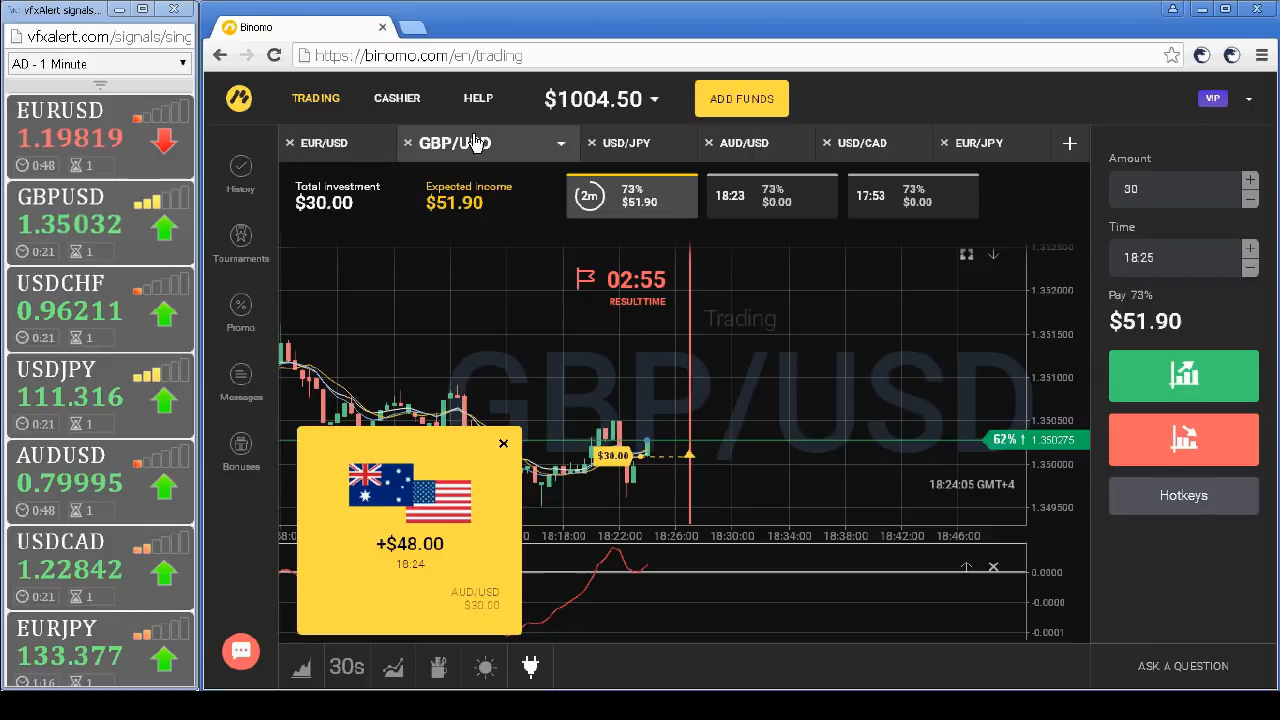 vfxAlert signals...
vfxalert.com/signals/sing
AD - 1 Minute
EURUSD
1.19819
0:48 1
GBPUSD
1.35032
0:21 1
USDCHF
0.96211
0:21 1
USDJPY
111.316
0:21 1
AUDUSD
0.79995
0:48 1
USDCAD
1.22842
0:21 1
EURJPY
133.377
1:16 1
Binomo
https://binomo.com/en/trading
TRADING CASHIER HELP $1004.50 ADD FUNDS VIP
EUR/USD GBP/USD USD/JPY AUD/USD USD/CAD EUR/JPY +
Total investment
$30.00
Expected income
$51.90
2m 73% $51.90
18:23 73% $0.00
17:53 73% $0.00
History
Tournaments
Promo
Messages
Bonuses
02:55
RESULT TIME
Trading
GBP/USD
$30.00
62% ↑ 1.350275
18:24:05 GMT+4
1.352500
1.352000
1.351500
1.351000
1.350500
1.350000
1.349500
18:18:00 18:22:00 18:26:00 18:30:00 18:34:00 18:38:00 18:42:00 18:46:00
0.0000
-0.0000
-0.0001
+$48.00
18:24
AUD/USD
$30.00
30s
Amount
30
Time
18:25
Pay 73%
$51.90
Hotkeys
ASK A QUESTION